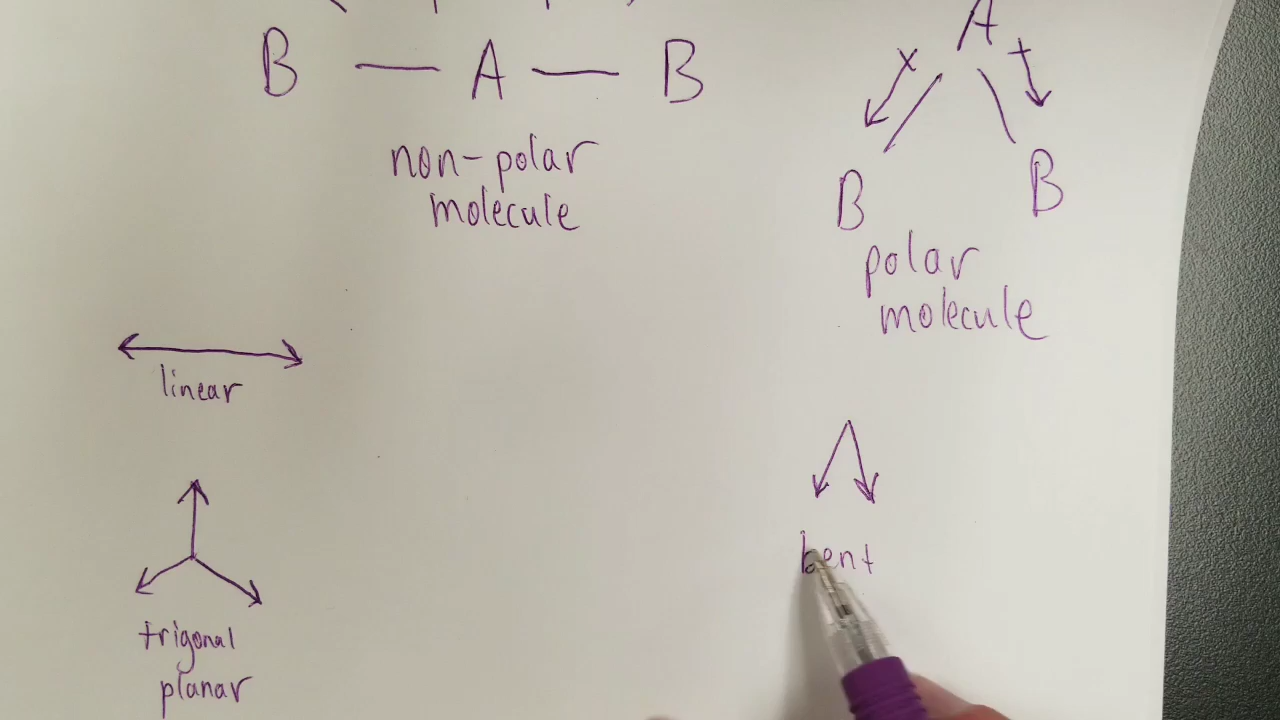 B — A — B
non-polar
molecule
A
B
B
polar
molecule
linear
trigonal
planar
bent